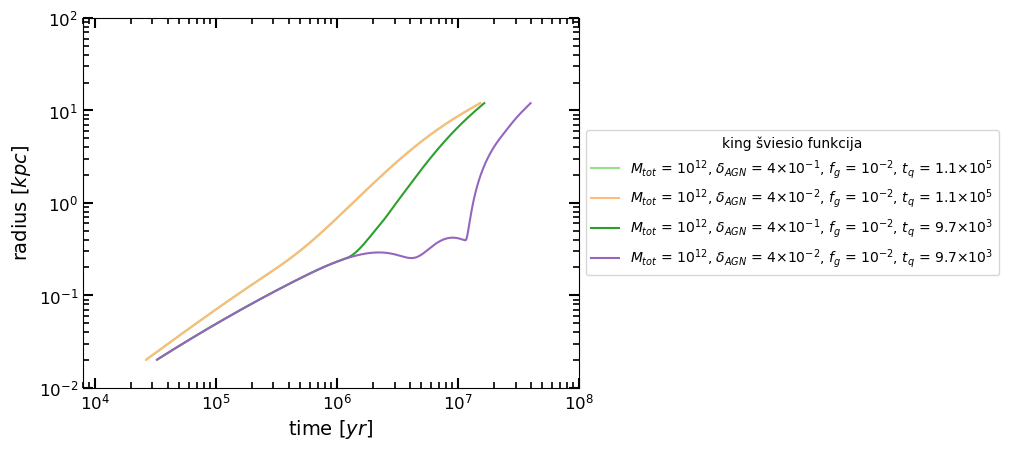 10²
10¹
10⁰
10⁻¹
10⁻²
radius [kpc]
10⁴ 10⁵ 10⁶ 10⁷ 10⁸
time [yr]
king šviesio funkcija
M_tot = 10¹², δ_AGN = 4×10⁻¹, f_g = 10⁻², t_q = 1.1×10⁵
M_tot = 10¹², δ_AGN = 4×10⁻², f_g = 10⁻², t_q = 1.1×10⁵
M_tot = 10¹², δ_AGN = 4×10⁻¹, f_g = 10⁻², t_q = 9.7×10³
M_tot = 10¹², δ_AGN = 4×10⁻², f_g = 10⁻², t_q = 9.7×10³